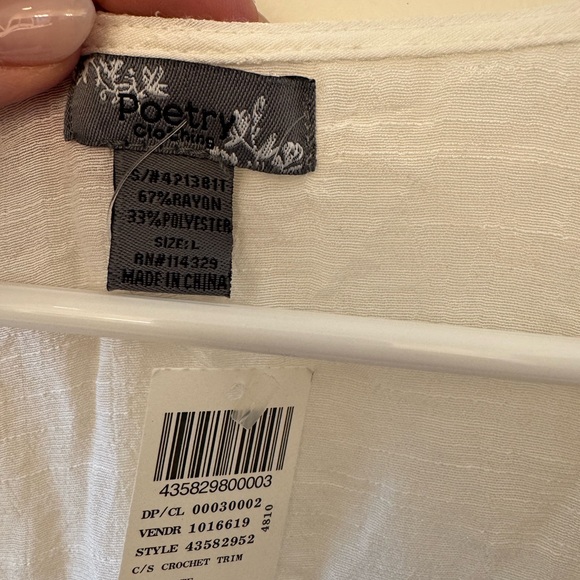 Poetry
Clothing
S/#421381T
67%RAYON
33%POLYESTER
SIZE:L
RN#114329
MADE IN CHINA
435829800003
DP/CL 00030002
VENDR 1016619
STYLE 43582952
4810
C/S CROCHET TRIM